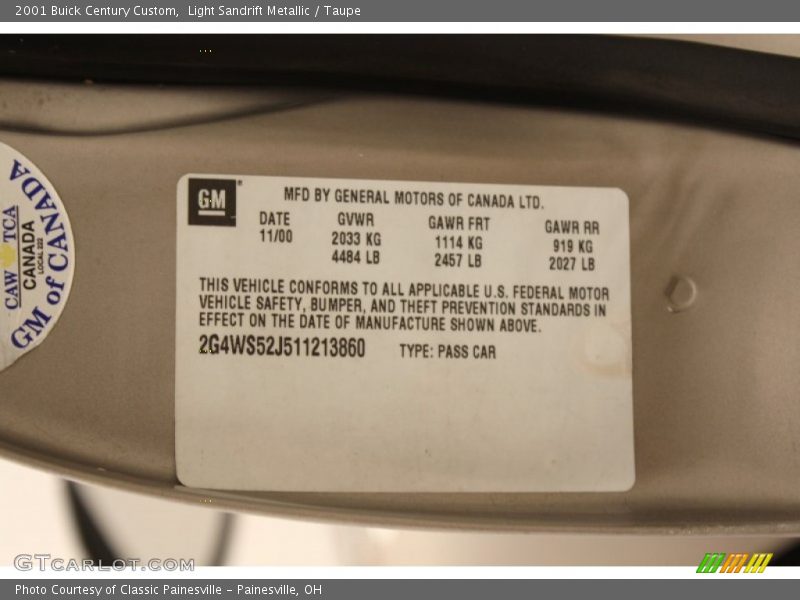 2001 Buick Century Custom, Light Sandrift Metallic / Taupe
CAW TCA
CANADA
LOCAL 222
GM of CANADA
GM
MFD BY GENERAL MOTORS OF CANADA LTD.
DATE GVWR GAWR FRT GAWR RR
11/00 2033 KG 1114 KG 919 KG
4484 LB 2457 LB 2027 LB
THIS VEHICLE CONFORMS TO ALL APPLICABLE U.S. FEDERAL MOTOR
VEHICLE SAFETY, BUMPER, AND THEFT PREVENTION STANDARDS IN
EFFECT ON THE DATE OF MANUFACTURE SHOWN ABOVE.
2G4WS52J511213860 TYPE: PASS CAR
GTCARLOT.COM
Photo Courtesy of Classic Painesville - Painesville, OH